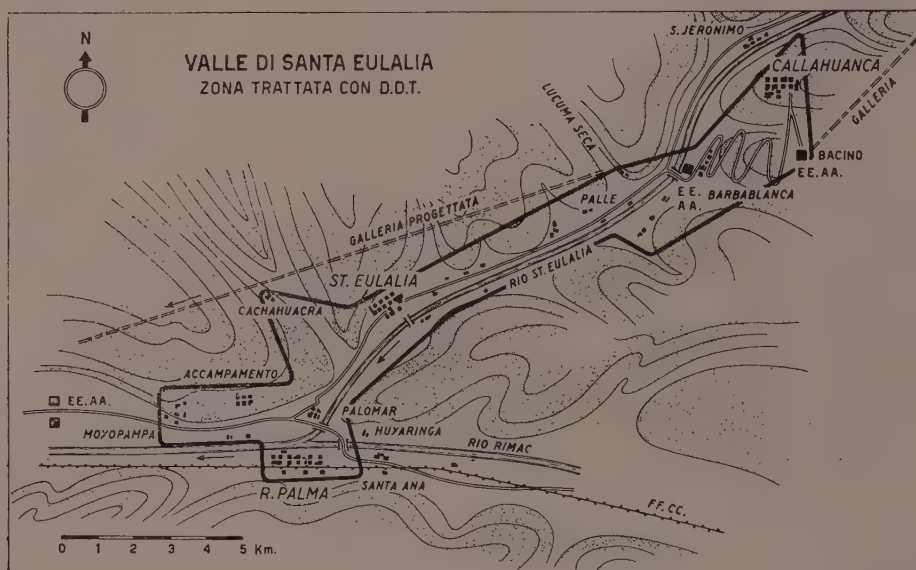 N
VALLE DI SANTA EULALIA
ZONA TRATTATA CON D.D.T.
S. JERÓNIMO
CALLAHUANCA
GALLERIA
LUCUMA SECA
BACINO
EE.AA.
EE.
AA.
BARBABLANCA
PALLE
GALLERIA PROGETTATA
RIO ST. EULALIA
ST. EULALIA
CACHAHUACRA
ACCAMPAMENTO
EE.AA.
PALOMAR
MOYOPAMPA
HUYARINGA
RIO RIMAC
R. PALMA
SANTA ANA
FF.CC.
0 1 2 3 4 5 Km.